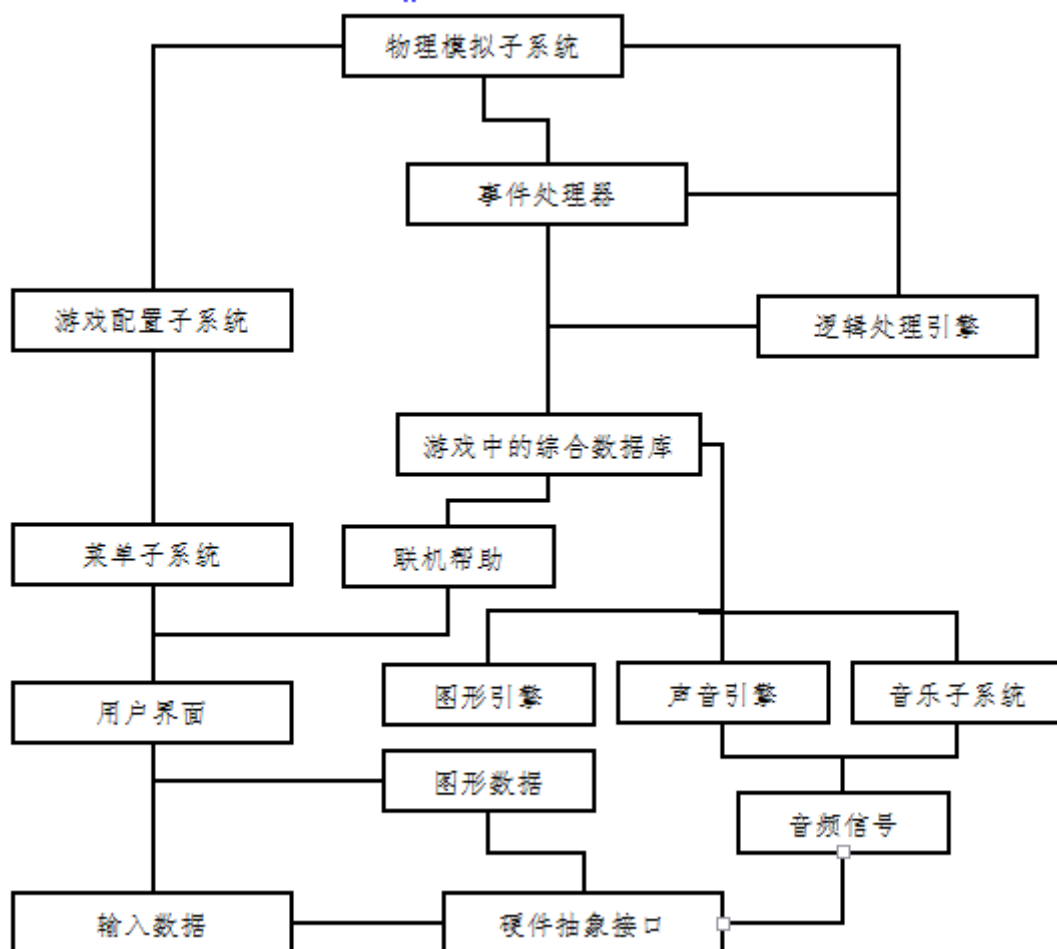 物理模拟子系统
事件处理器
游戏配置子系统
逻辑处理引擎
游戏中的综合数据库
菜单子系统
联机帮助
图形引擎
声音引擎
音乐子系统
用户界面
图形数据
音频信号
输入数据
硬件抽象接口